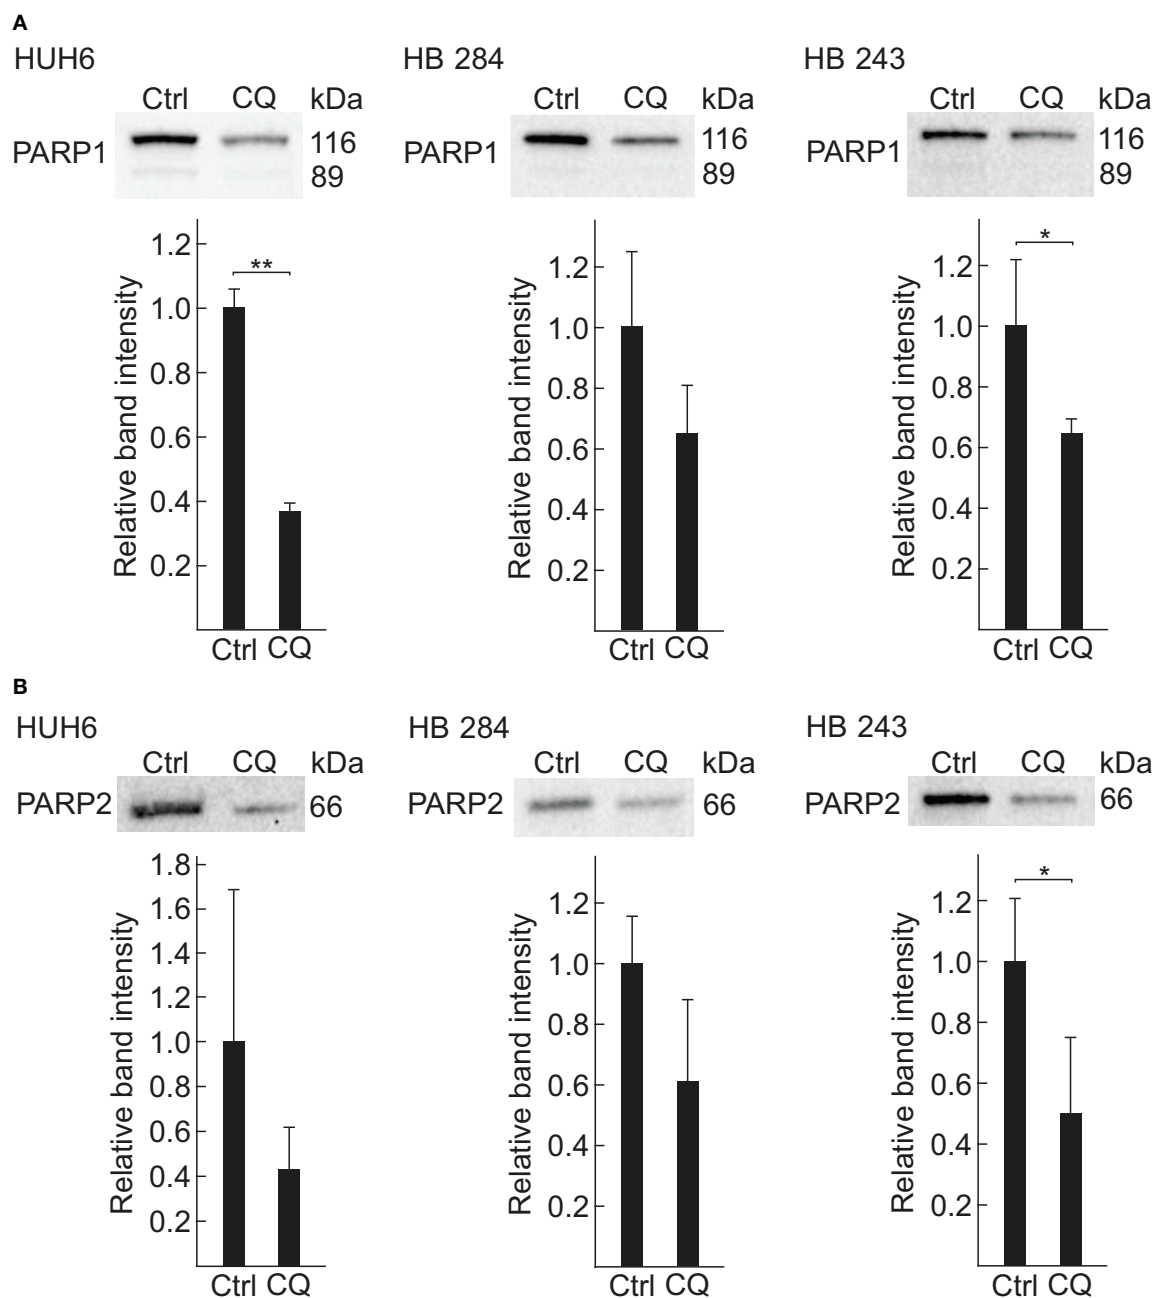 A
HUH6 HB 284 HB 243
Ctrl CQ kDa Ctrl CQ kDa Ctrl CQ kDa
PARP1 116 PARP1 116 PARP1 116
89 89 89
Relative band intensity
1.2
1.0
0.8
0.6
0.4
0.2
**
Ctrl CQ
Relative band intensity
1.2
1.0
0.8
0.6
0.4
0.2
Ctrl CQ
Relative band intensity
1.2
1.0
0.8
0.6
0.4
0.2
*
Ctrl CQ
B
HUH6 HB 284 HB 243
Ctrl CQ kDa Ctrl CQ kDa Ctrl CQ kDa
PARP2 66 PARP2 66 PARP2 66
Relative band intensity
1.8
1.6
1.4
1.2
1.0
0.8
0.6
0.4
0.2
Ctrl CQ
Relative band intensity
1.2
1.0
0.8
0.6
0.4
0.2
Ctrl CQ
Relative band intensity
1.2
1.0
0.8
0.6
0.4
0.2
*
Ctrl CQ